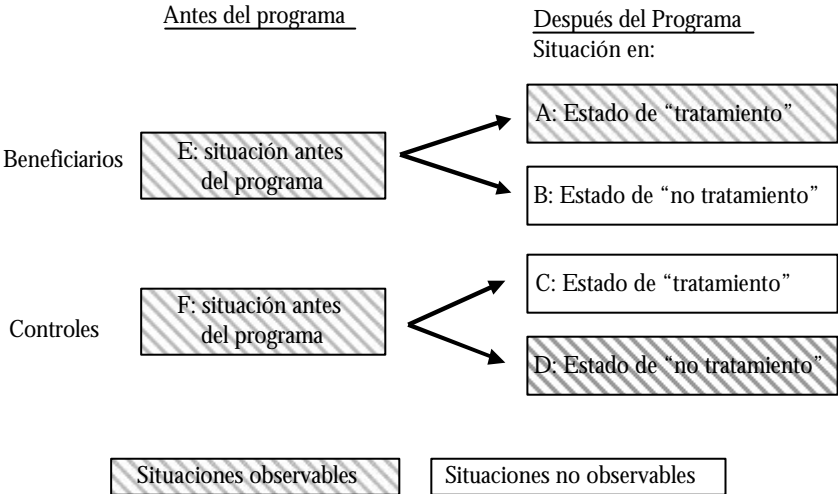 Antes del programa
Después del Programa
Situación en:
A: Estado de “tratamiento”
Beneficiarios
E: situación antes
del programa
B: Estado de “no tratamiento”
C: Estado de “tratamiento”
Controles
F: situación antes
del programa
D: Estado de “no tratamiento”
Situaciones observables
Situaciones no observables